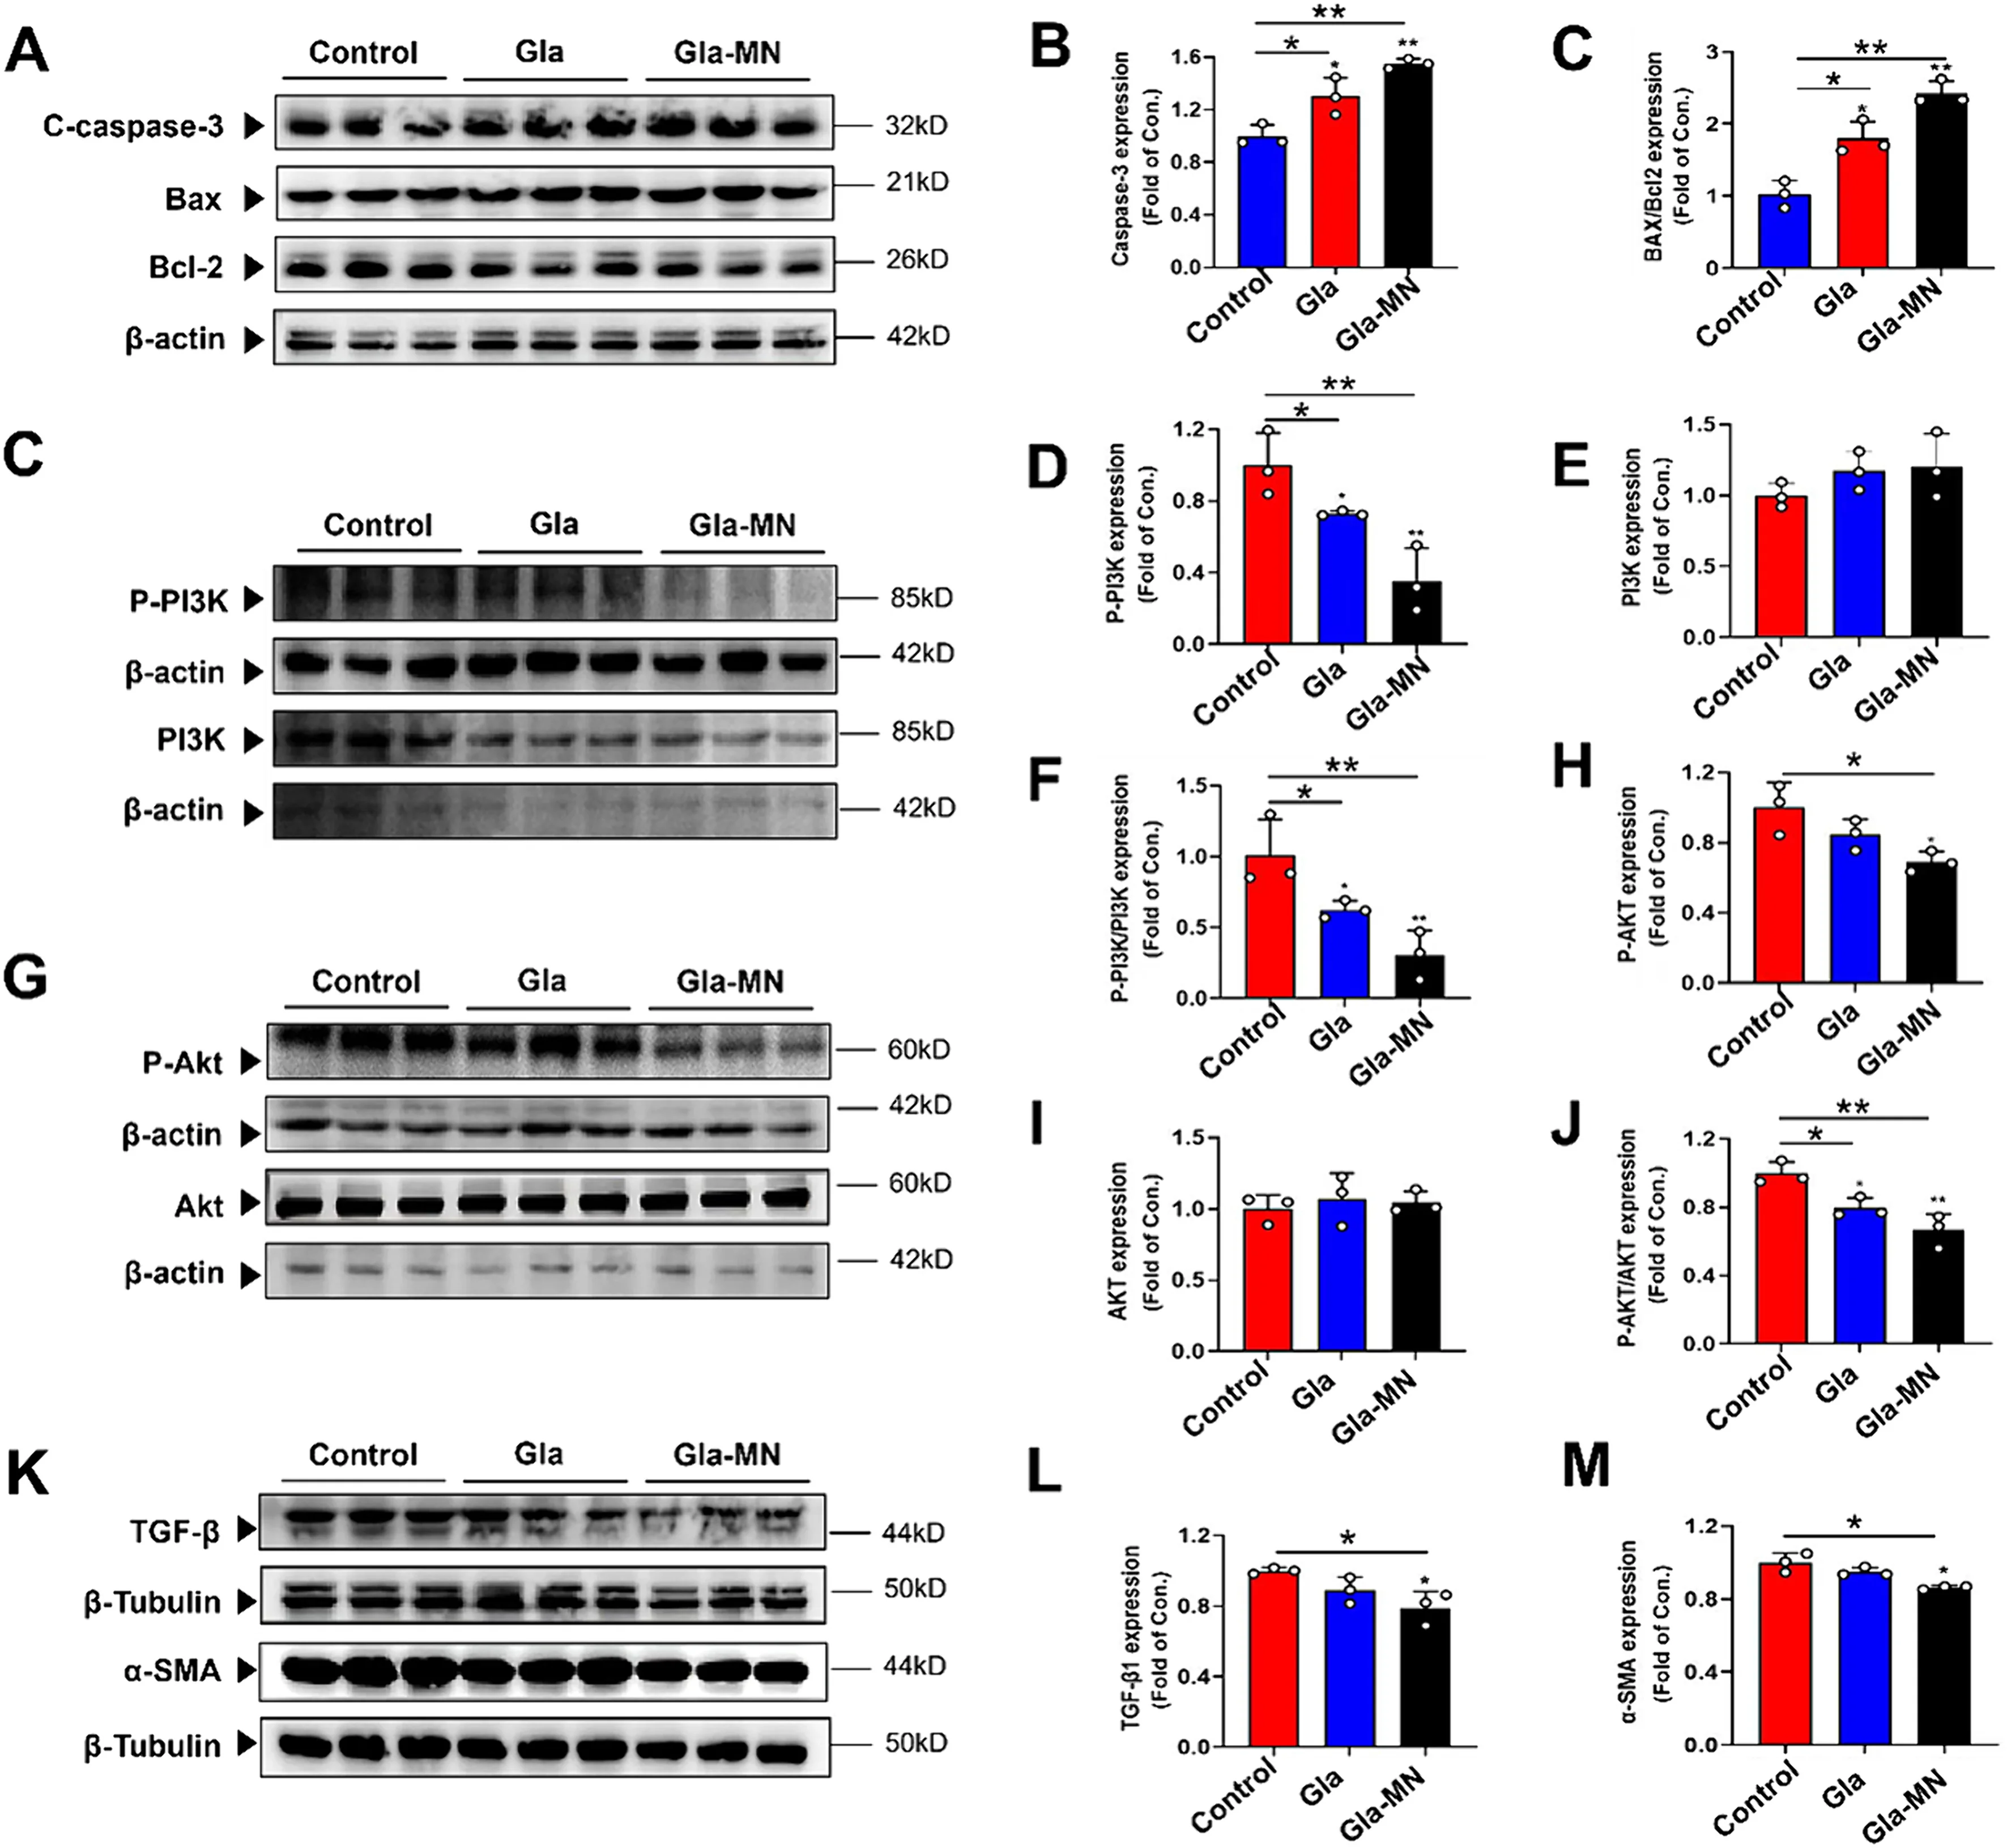 A
Control Gla Gla-MN
C-caspase-3 32kD
Bax 21kD
Bcl-2 26kD
β-actin 42kD
B
**
*
*
**
Caspase-3 expression
(Fold of Con.)
1.6
1.2
0.8
0.4
0.0
Control Gla Gla-MN
C
**
*
*
**
BAX/Bcl2 expression
(Fold of Con.)
3
2
1
0
Control Gla Gla-MN
C
Control Gla Gla-MN
P-PI3K 85kD
β-actin 42kD
PI3K 85kD
β-actin 42kD
D
**
*
*
**
P-PI3K expression
(Fold of Con.)
1.2
0.8
0.4
0.0
Control Gla Gla-MN
E
PI3K expression
(Fold of Con.)
1.5
1.0
0.5
0.0
Control Gla Gla-MN
F
**
*
*
**
P-PI3K/PI3K expression
(Fold of Con.)
1.5
1.0
0.5
0.0
Control Gla Gla-MN
H
*
*
P-AKT expression
(Fold of Con.)
1.2
0.8
0.4
0.0
Control Gla Gla-MN
G
Control Gla Gla-MN
P-Akt 60kD
β-actin 42kD
Akt 60kD
β-actin 42kD
I
AKT expression
(Fold of Con.)
1.5
1.0
0.5
0.0
Control Gla Gla-MN
J
**
*
*
**
P-AKT/AKT expression
(Fold of Con.)
1.2
0.8
0.4
0.0
Control Gla Gla-MN
K
Control Gla Gla-MN
TGF-β 44kD
β-Tubulin 50kD
α-SMA 44kD
β-Tubulin 50kD
L
*
*
TGF-β1 expression
(Fold of Con.)
1.2
0.8
0.4
0.0
Control Gla Gla-MN
M
*
*
α-SMA expression
(Fold of Con.)
1.2
0.8
0.4
0.0
Control Gla Gla-MN